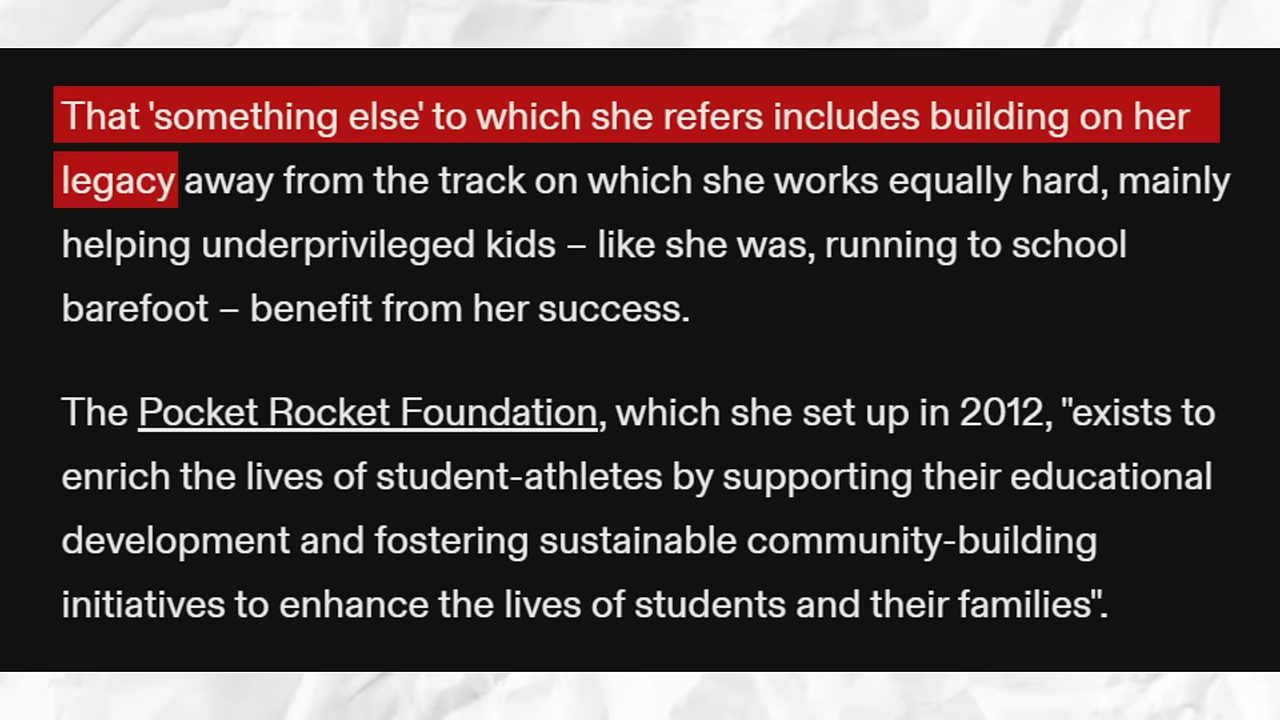 That 'something else' to which she refers includes building on her
legacy away from the track on which she works equally hard, mainly
helping underprivileged kids – like she was, running to school
barefoot – benefit from her success.
The Pocket Rocket Foundation, which she set up in 2012, "exists to
enrich the lives of student-athletes by supporting their educational
development and fostering sustainable community-building
initiatives to enhance the lives of students and their families".